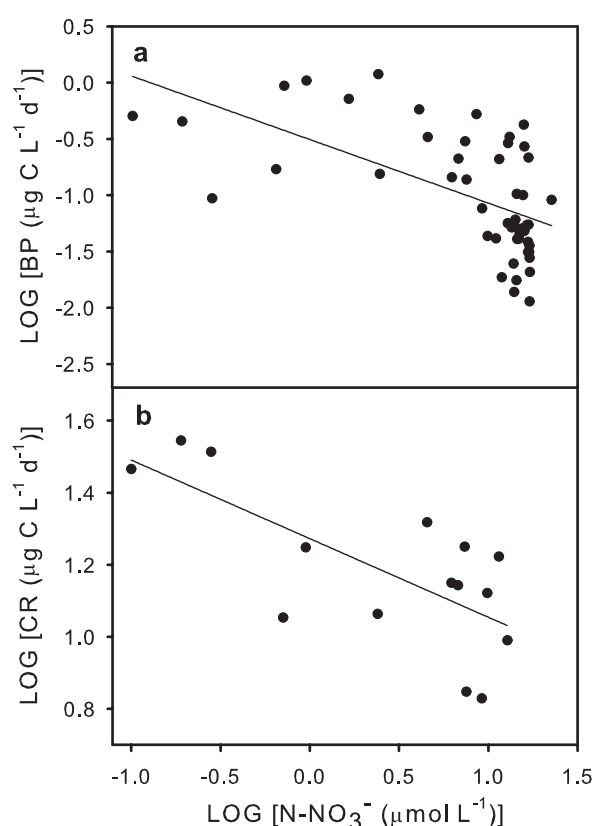 a
0.5
0.0
-0.5
-1.0
-1.5
-2.0
-2.5
LOG [BP (µg C L⁻¹ d⁻¹)]
b
1.6
1.4
1.2
1.0
0.8
LOG [CR (µg C L⁻¹ d⁻¹)]
-1.0 -0.5 0.0 0.5 1.0 1.5
LOG [N-NO₃⁻ (µmol L⁻¹)]